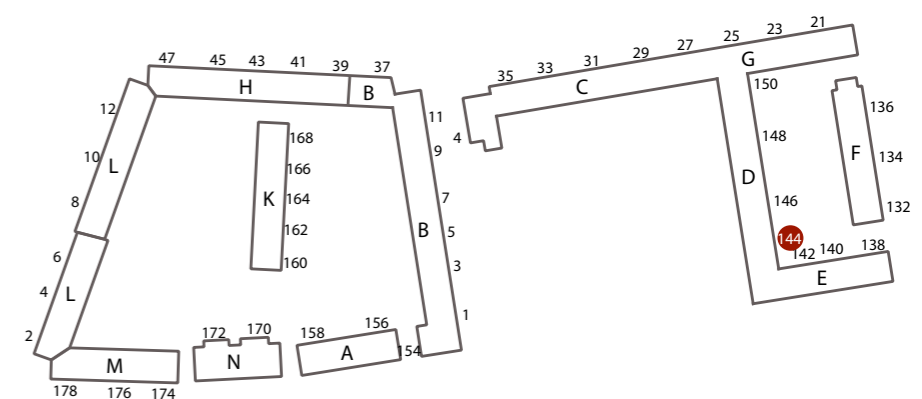 47 45 43 41 39 37
H B
12 10 8 6 4 2
L L
168 166 164 162 160
K
11 9 7 5 3 1
B
172 170 158 156 154
M N A
178 176 174
35 33 31 29 27 25 23 21
C G
4
150 148 146 144 142 140 138
D E
136 134 132
F